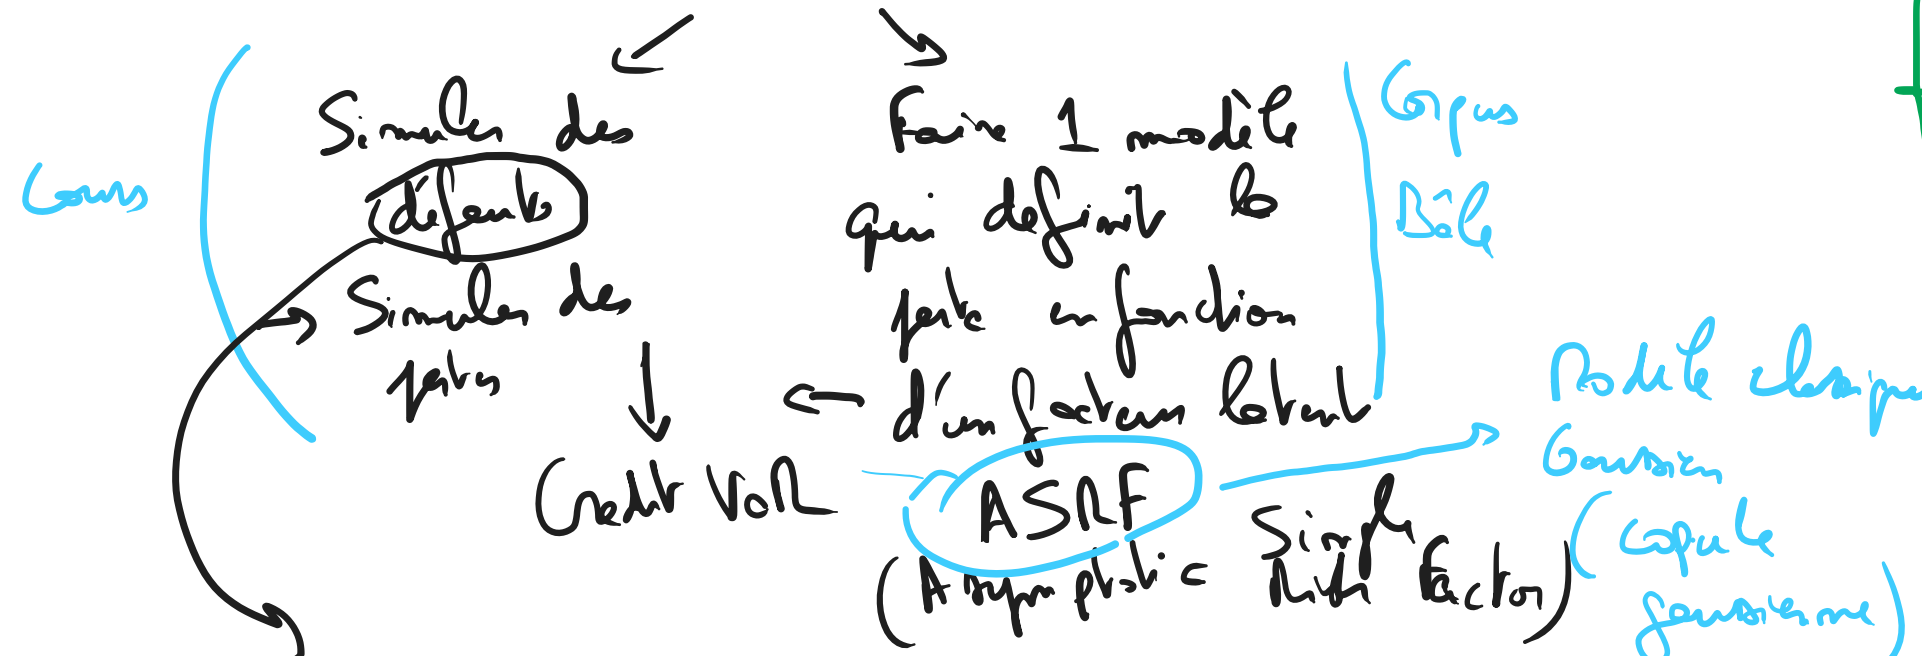 Cours
Simuler des
défauts
Simuler des
pertes
Credit VaR
Faire 1 modèle
qui définit la
perte en fonction
d'un facteur latent
ASRF
(Asymptotic Single
Risk Factor)
Corpus
Bâle
Modèle classique
Gaussien
(copule
gaussienne)